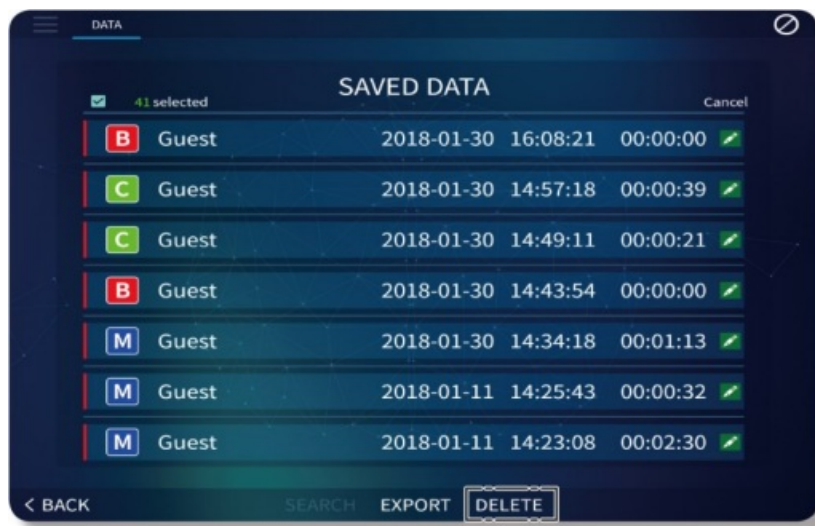 DATA
SAVED DATA
41 selected Cancel
B Guest 2018-01-30 16:08:21 00:00:00
C Guest 2018-01-30 14:57:18 00:00:39
C Guest 2018-01-30 14:49:11 00:00:21
B Guest 2018-01-30 14:43:54 00:00:00
M Guest 2018-01-30 14:34:18 00:01:13
M Guest 2018-01-11 14:25:43 00:00:32
M Guest 2018-01-11 14:23:08 00:02:30
< BACK SEARCH EXPORT DELETE